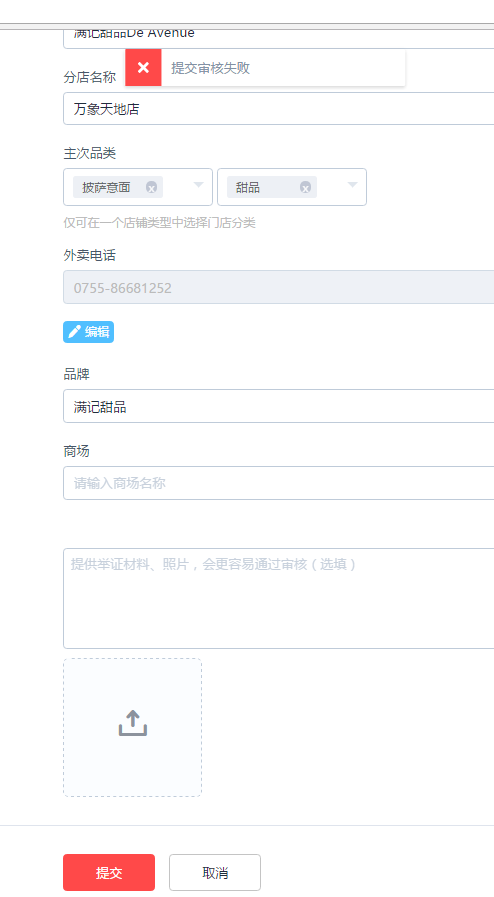 满记甜品De Avenue
提交审核失败
分店名称
万象天地店
主次品类
披萨意面 甜品
仅可在一个店铺类型中选择门店分类
外卖电话
0755-86681252
编辑
品牌
满记甜品
商场
请输入商场名称
提供举证材料、照片，会更容易通过审核（选填）
提交 取消